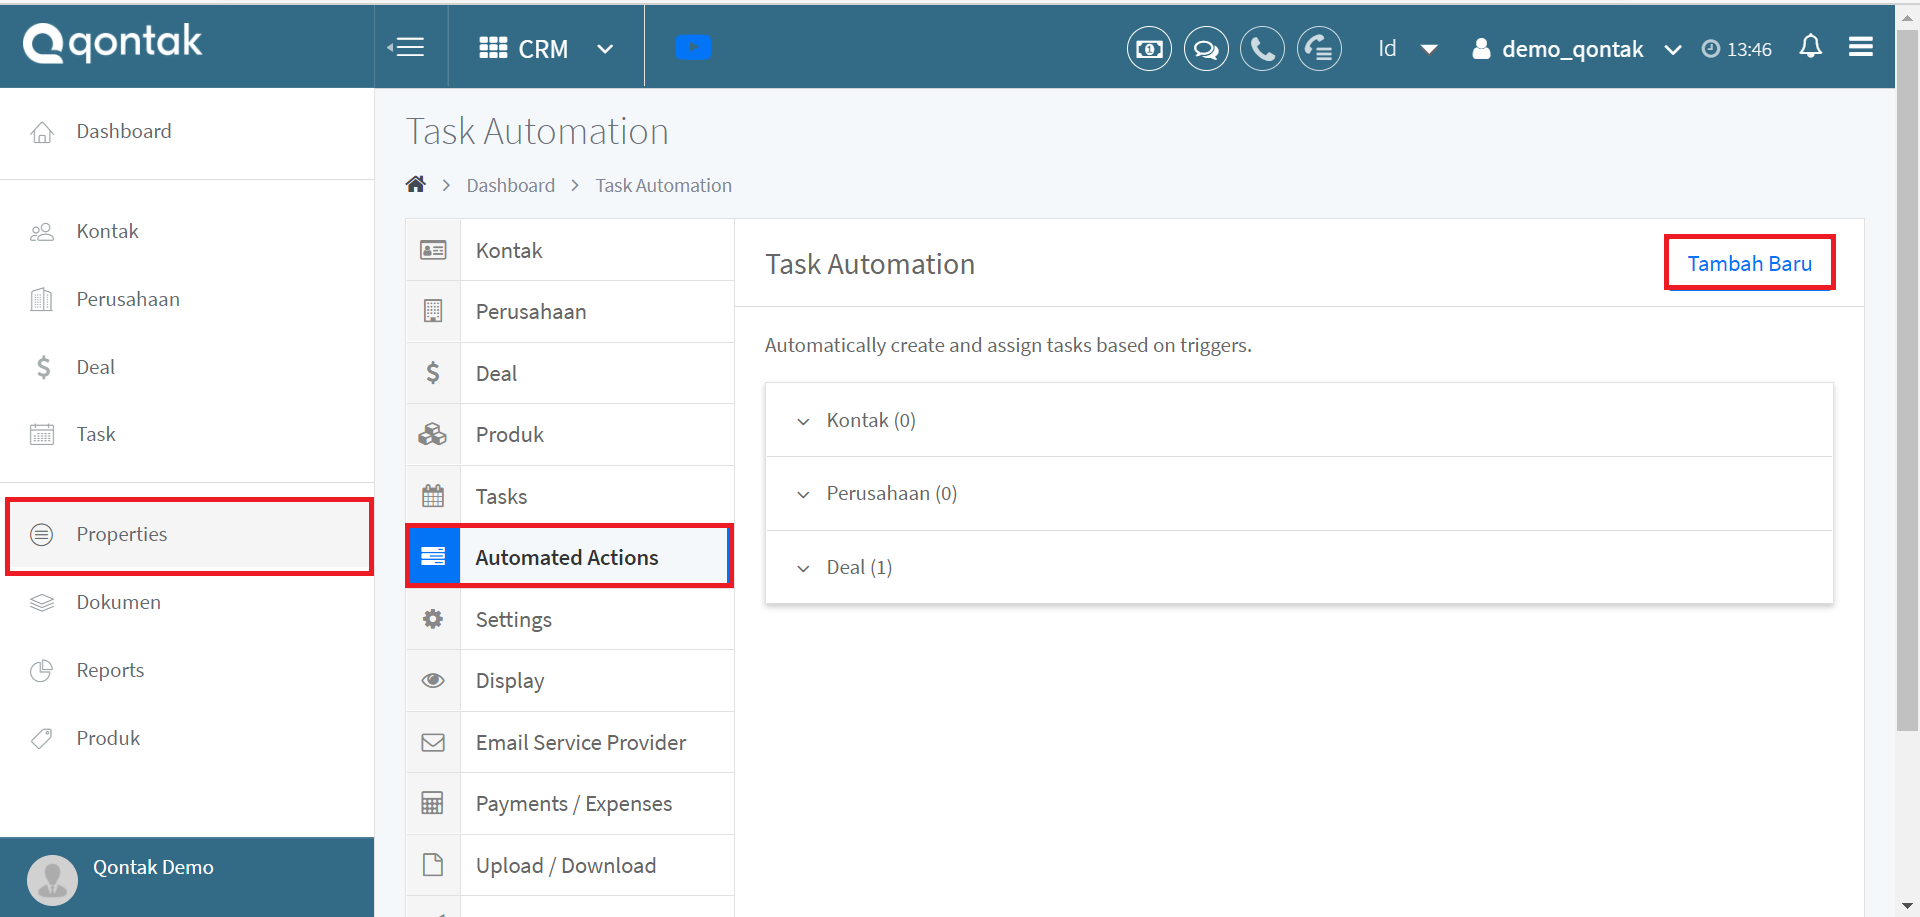 qontak
CRM
Id
demo_qontak
13:46
Dashboard
Kontak
Perusahaan
Deal
Task
Properties
Dokumen
Reports
Produk
Qontak Demo
Task Automation
Dashboard
Task Automation
Kontak
Perusahaan
Deal
Produk
Tasks
Automated Actions
Settings
Display
Email Service Provider
Payments / Expenses
Upload / Download
Task Automation
Tambah Baru
Automatically create and assign tasks based on triggers.
Kontak (0)
Perusahaan (0)
Deal (1)